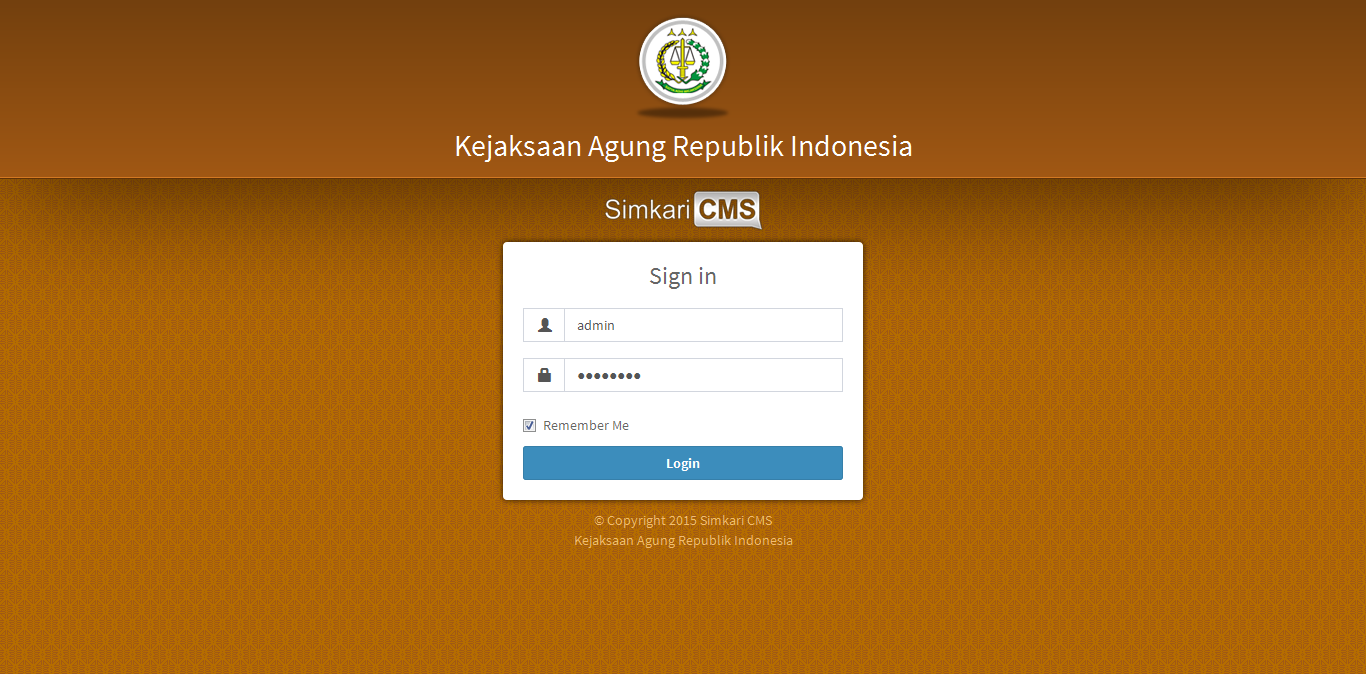 Kejaksaan Agung Republik Indonesia
Simkari CMS
Sign in
admin
••••••••
Remember Me
Login
© Copyright 2015 Simkari CMS
Kejaksaan Agung Republik Indonesia